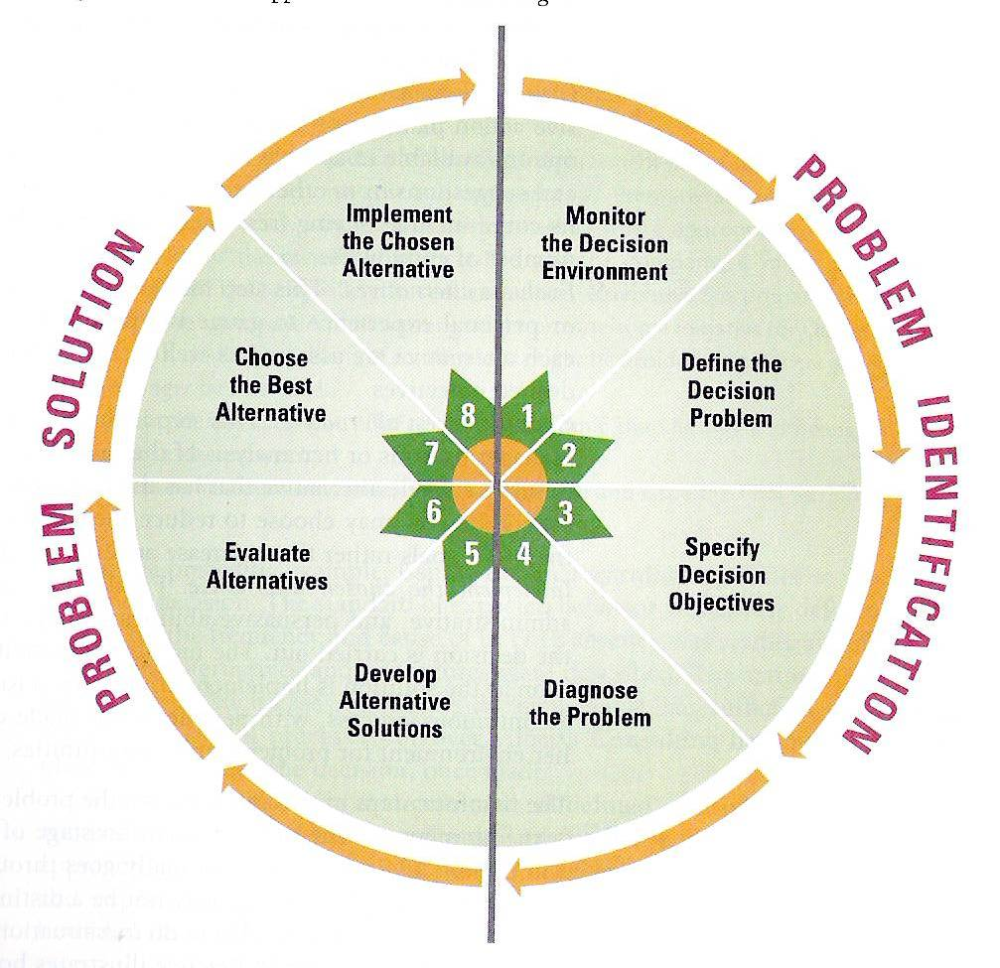 Monitor
the Decision
Environment
Define the
Decision
Problem
Specify
Decision
Objectives
Diagnose
the Problem
Develop
Alternative
Solutions
Evaluate
Alternatives
Choose
the Best
Alternative
Implement
the Chosen
Alternative
1
2
3
4
5
6
7
8
PROBLEM IDENTIFICATION
PROBLEM SOLUTION